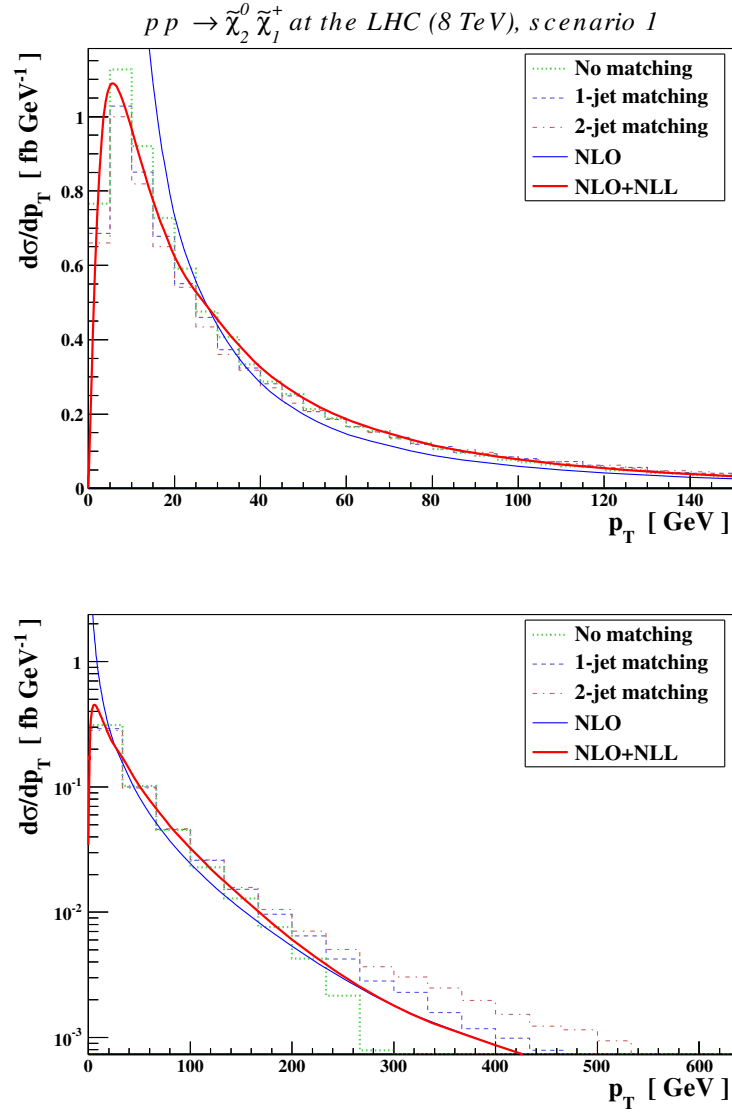 p p → χ̃₂⁰ χ̃₁⁺ at the LHC (8 TeV), scenario 1
dσ/dp_T [ fb GeV⁻¹ ]
1
0.8
0.6
0.4
0.2
0
No matching
1-jet matching
2-jet matching
NLO
NLO+NLL
0 20 40 60 80 100 120 140
p_T [ GeV ]
dσ/dp_T [ fb GeV⁻¹ ]
1
10⁻¹
10⁻²
10⁻³
No matching
1-jet matching
2-jet matching
NLO
NLO+NLL
0 100 200 300 400 500 600
p_T [ GeV ]